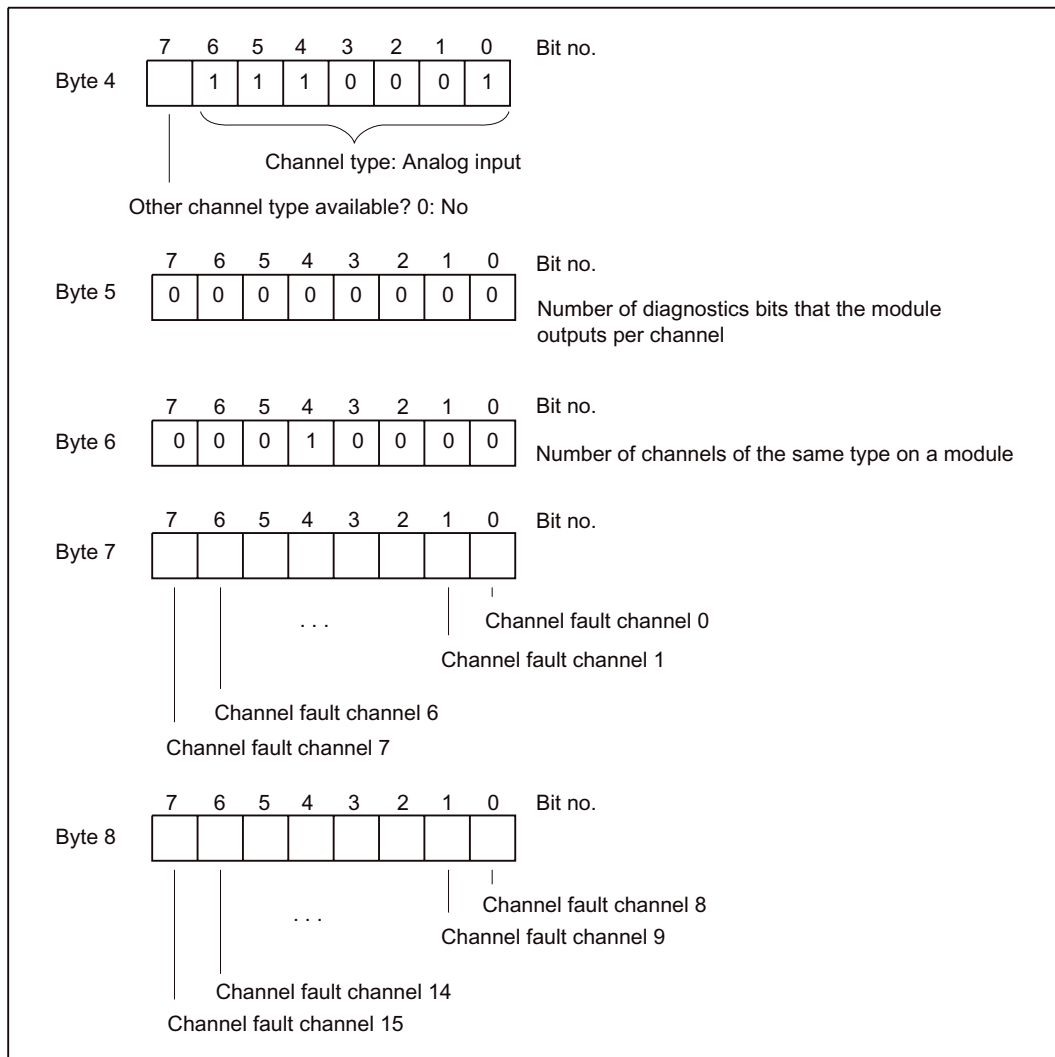 7 6 5 4 3 2 1 0 Bit no.
Byte 4 1 1 1 0 0 0 1
Channel type: Analog input
Other channel type available? 0: No
7 6 5 4 3 2 1 0 Bit no.
Byte 5 0 0 0 0 0 0 0 0
Number of diagnostics bits that the module
outputs per channel
7 6 5 4 3 2 1 0 Bit no.
Byte 6 0 0 0 1 0 0 0 0
Number of channels of the same type on a module
7 6 5 4 3 2 1 0 Bit no.
Byte 7
. . .
Channel fault channel 0
Channel fault channel 1
Channel fault channel 6
Channel fault channel 7
7 6 5 4 3 2 1 0 Bit no.
Byte 8
. . .
Channel fault channel 8
Channel fault channel 9
Channel fault channel 14
Channel fault channel 15